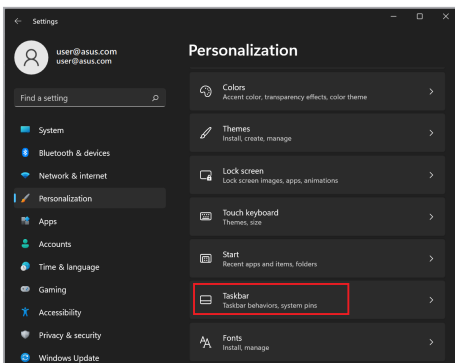 Settings
user@asus.com
user@asus.com
Find a setting
System
Bluetooth & devices
Network & internet
Personalization
Apps
Accounts
Time & language
Gaming
Accessibility
Privacy & security
Windows Update
Personalization
Colors
Accent color, transparency effects, color theme
Themes
Install, create, manage
Lock screen
Lock screen images, apps, animations
Touch keyboard
Themes, size
Start
Recent apps and items, folders
Taskbar
Taskbar behaviors, system pins
Fonts
Install, manage